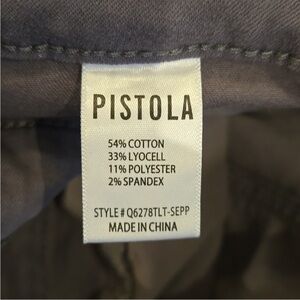 PISTOLA
54% COTTON
33% LYOCELL
11% POLYESTER
2% SPANDEX
STYLE # Q6278TLT-SEPP
MADE IN CHINA